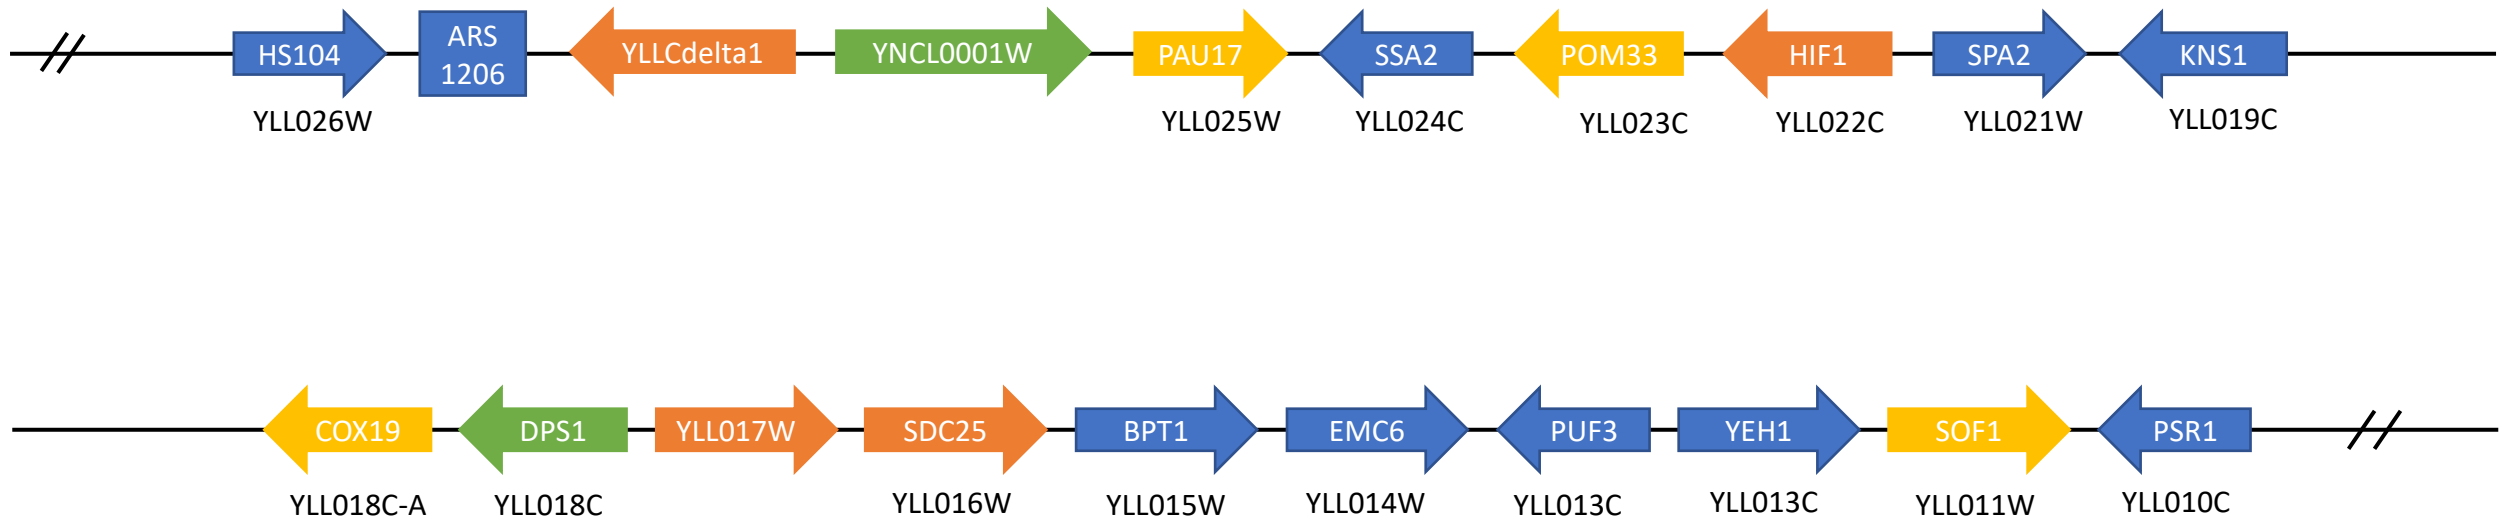 HS104
ARS
1206
YLLCdelta1
YNCL0001W
PAU17
SSA2
POM33
HIF1
SPA2
KNS1
YLL026W
YLL025W
YLL024C
YLL023C
YLL022C
YLL021W
YLL019C
COX19
DPS1
YLL017W
SDC25
BPT1
EMC6
PUF3
YEH1
SOF1
PSR1
YLL018C-A
YLL018C
YLL016W
YLL015W
YLL014W
YLL013C
YLL013C
YLL011W
YLL010C